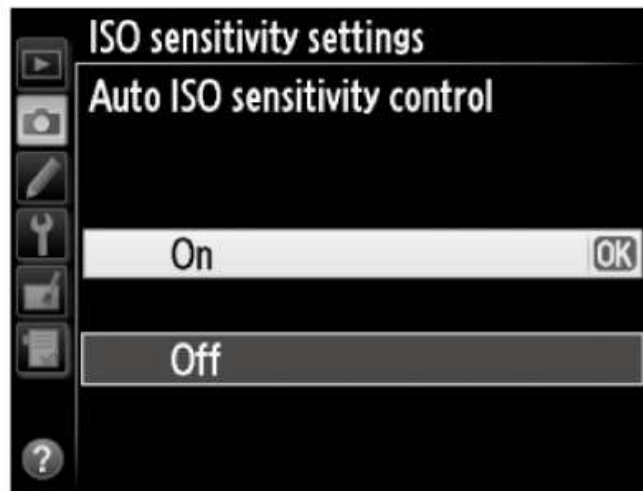 ISO sensitivity settings
Auto ISO sensitivity control
On OK
Off
?